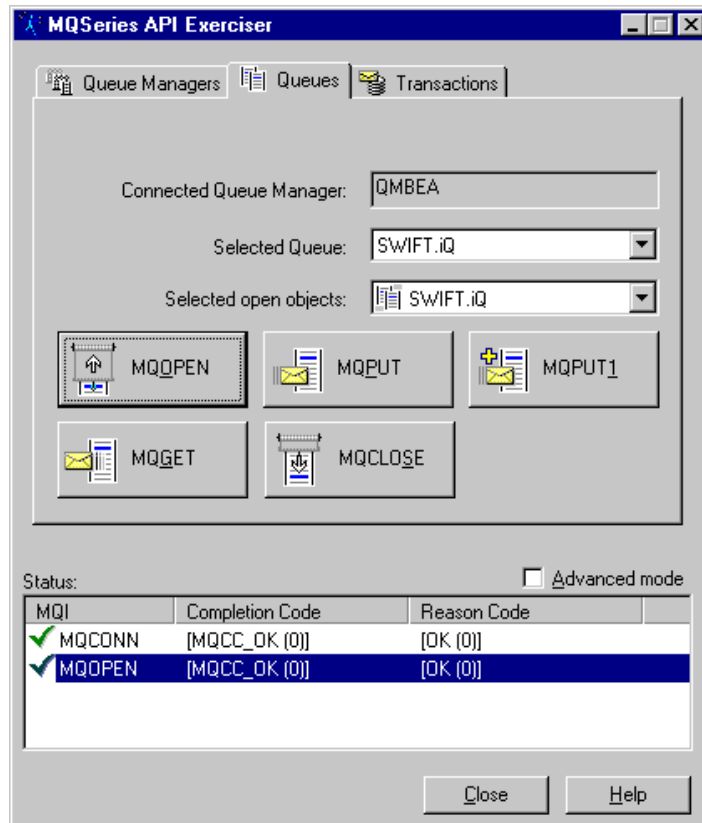 MQSeries API Exerciser
Queue Managers Queues Transactions
Connected Queue Manager: QMBEA
Selected Queue: SWIFT.iQ
Selected open objects: SWIFT.iQ
MQOPEN MQPUT MQPUT1
MQGET MQCLOSE
Status: Advanced mode
MQI Completion Code Reason Code
MQCONN [MQCC_OK (0)] [OK (0)]
MQOPEN [MQCC_OK (0)] [OK (0)]
Close Help